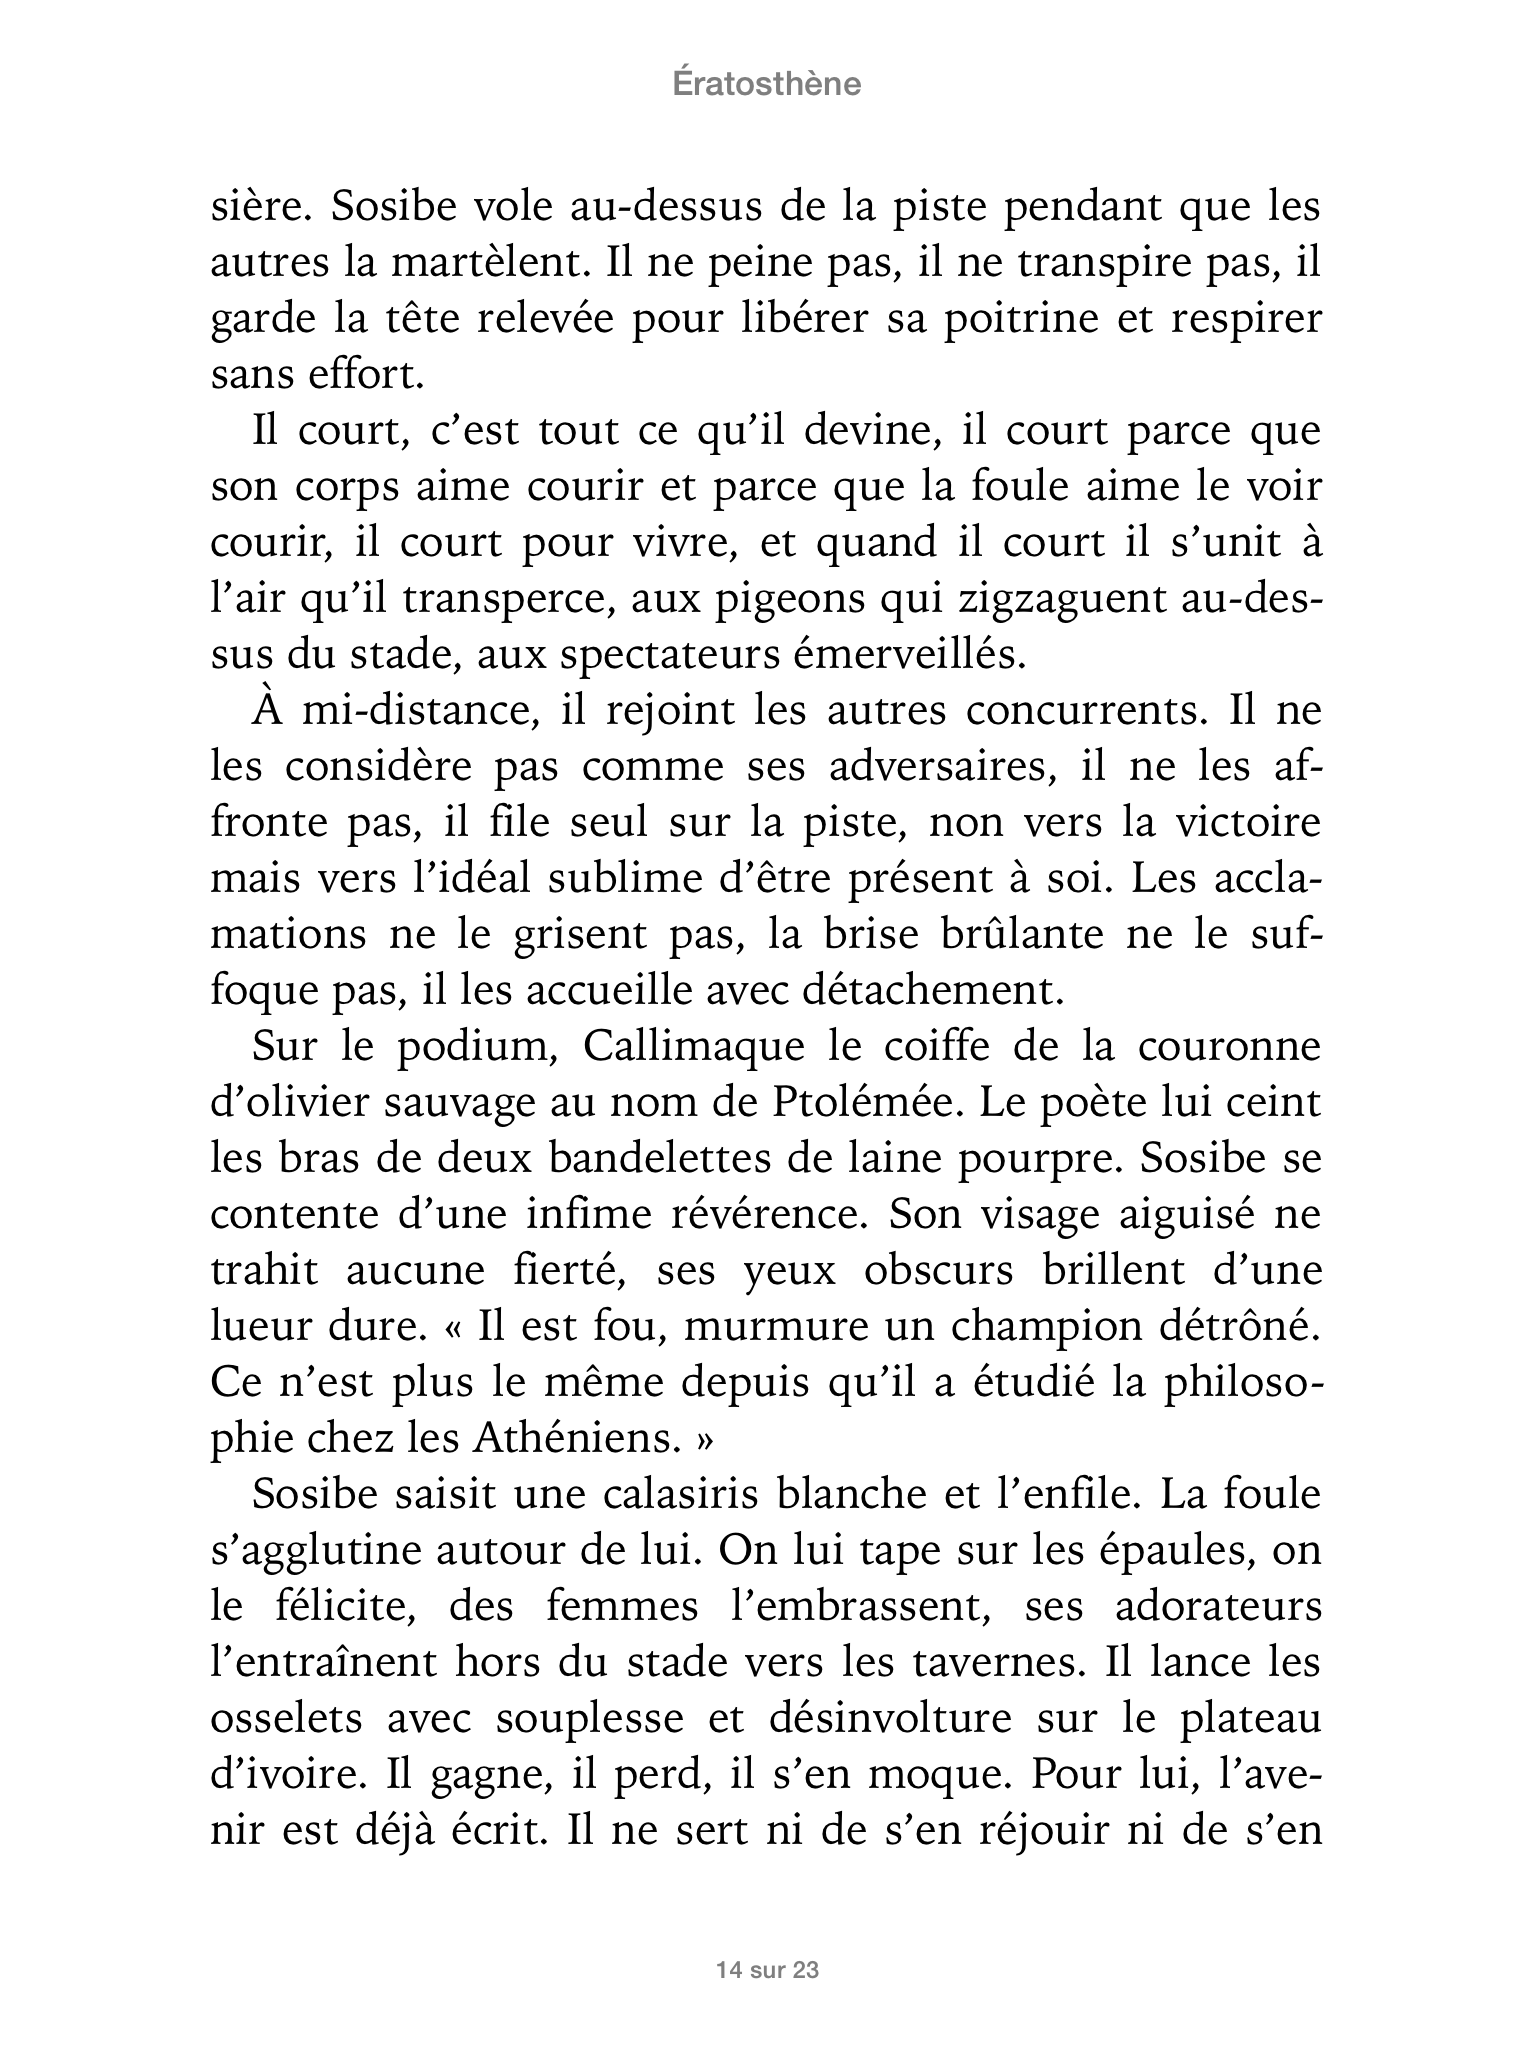 Ératosthène
sière. Sosibe vole au-dessus de la piste pendant que les
autres la martèlent. Il ne peine pas, il ne transpire pas, il
garde la tête relevée pour libérer sa poitrine et respirer
sans effort.
Il court, c’est tout ce qu’il devine, il court parce que
son corps aime courir et parce que la foule aime le voir
courir, il court pour vivre, et quand il court il s’unit à
l’air qu’il transperce, aux pigeons qui zigzaguent au-des-
sus du stade, aux spectateurs émerveillés.
À mi-distance, il rejoint les autres concurrents. Il ne
les considère pas comme ses adversaires, il ne les af-
fronte pas, il file seul sur la piste, non vers la victoire
mais vers l’idéal sublime d’être présent à soi. Les accla-
mations ne le grisent pas, la brise brûlante ne le suf-
foque pas, il les accueille avec détachement.
Sur le podium, Callimaque le coiffe de la couronne
d’olivier sauvage au nom de Ptolémée. Le poète lui ceint
les bras de deux bandelettes de laine pourpre. Sosibe se
contente d’une infime révérence. Son visage aiguisé ne
trahit aucune fierté, ses yeux obscurs brillent d’une
lueur dure. « Il est fou, murmure un champion détrôné.
Ce n’est plus le même depuis qu’il a étudié la philoso-
phie chez les Athéniens. »
Sosibe saisit une calasiris blanche et l’enfile. La foule
s’agglutine autour de lui. On lui tape sur les épaules, on
le félicite, des femmes l’embrassent, ses adorateurs
l’entraînent hors du stade vers les tavernes. Il lance les
osselets avec souplesse et désinvolture sur le plateau
d’ivoire. Il gagne, il perd, il s’en moque. Pour lui, l’ave-
nir est déjà écrit. Il ne sert ni de s’en réjouir ni de s’en
14 sur 23